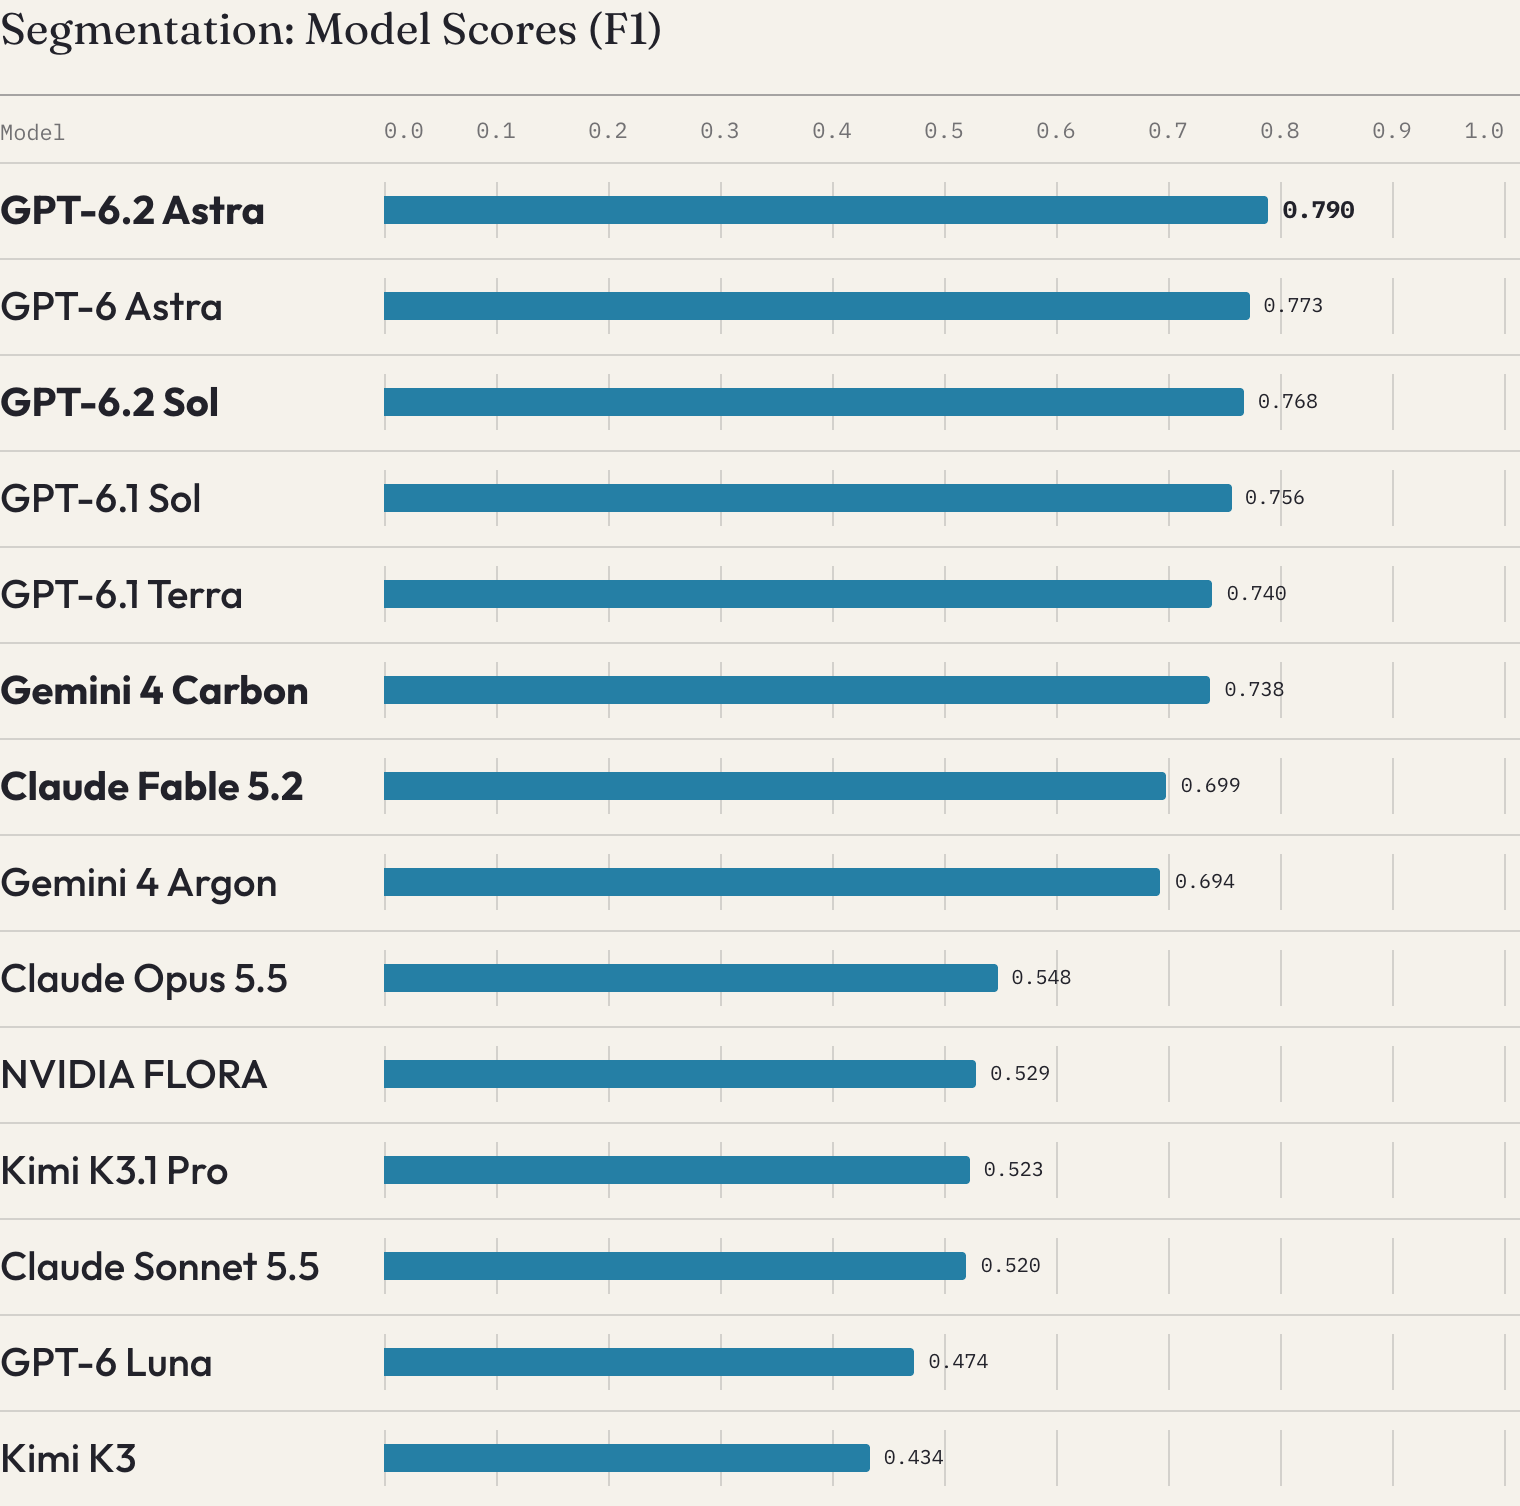 Segmentation: Model Scores (F1)
Model 0.0 0.1 0.2 0.3 0.4 0.5 0.6 0.7 0.8 0.9 1.0
GPT-6.2 Astra 0.790
GPT-6 Astra 0.773
GPT-6.2 Sol 0.768
GPT-6.1 Sol 0.756
GPT-6.1 Terra 0.740
Gemini 4 Carbon 0.738
Claude Fable 5.2 0.699
Gemini 4 Argon 0.694
Claude Opus 5.5 0.548
NVIDIA FLORA 0.529
Kimi K3.1 Pro 0.523
Claude Sonnet 5.5 0.520
GPT-6 Luna 0.474
Kimi K3 0.434